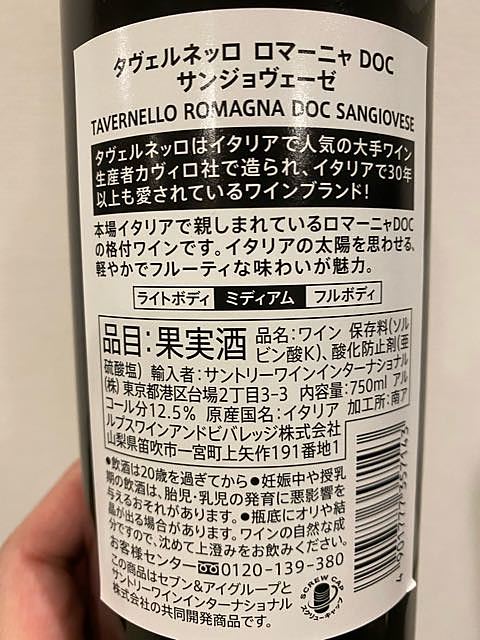 タヴェルネッロ ロマーニャ DOC
サンジョヴェーゼ
TAVERNELLO ROMAGNA DOC SANGIOVESE
タヴェルネッロはイタリアで人気の大手ワイン
生産者カヴィロ社で造られ、イタリアで30年
以上も愛されているワインブランド!
本場イタリアで親しまれているロマーニャDOC
の格付ワインです。イタリアの太陽を思わせる、
軽やかでフルーティな味わいが魅力。
ライトボディ ミディアム フルボディ
品目:果実酒 品名:ワイン 保存料(ソル
ビン酸K)、酸化防止剤(亜
硫酸塩) 輸入者:サントリーワインインターナショナル
(株) 東京都港区台場2丁目3-3 内容量:750ml アル
コール分12.5% 原産国名:イタリア 加工所:南ア
ルプスワインアンドビバレッジ株式会社
山梨県笛吹市一宮町上矢作191番地1
●飲酒は20歳を過ぎてから●妊娠中や授乳
期の飲酒は、胎児・乳児の発育に悪影響を
与えるおそれがあります。●瓶底にオリや結
晶が出る場合があります。ワインの自然な成
分ですので、沈めて上澄みをお飲みください。
お客様センター 0120-139-380
この商品はセブン&アイグループと
サントリーワインインターナショナル
株式会社の共同開発商品です。
SCREW CAP
スクリューキャップ